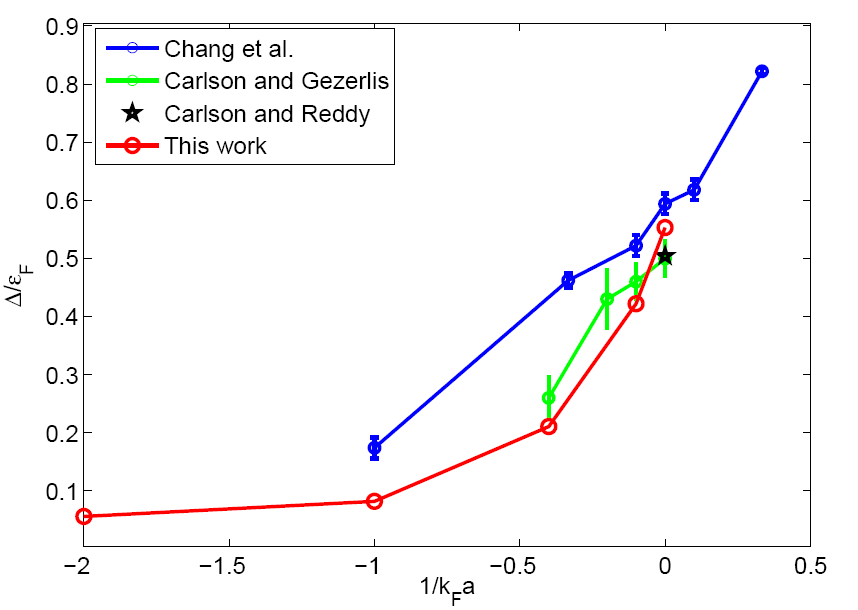 0.9
0.8
0.7
0.6
0.5
0.4
0.3
0.2
0.1
Δ/ε_F
Chang et al.
Carlson and Gezerlis
Carlson and Reddy
This work
−2 −1.5 −1 −0.5 0 0.5
1/k_Fa